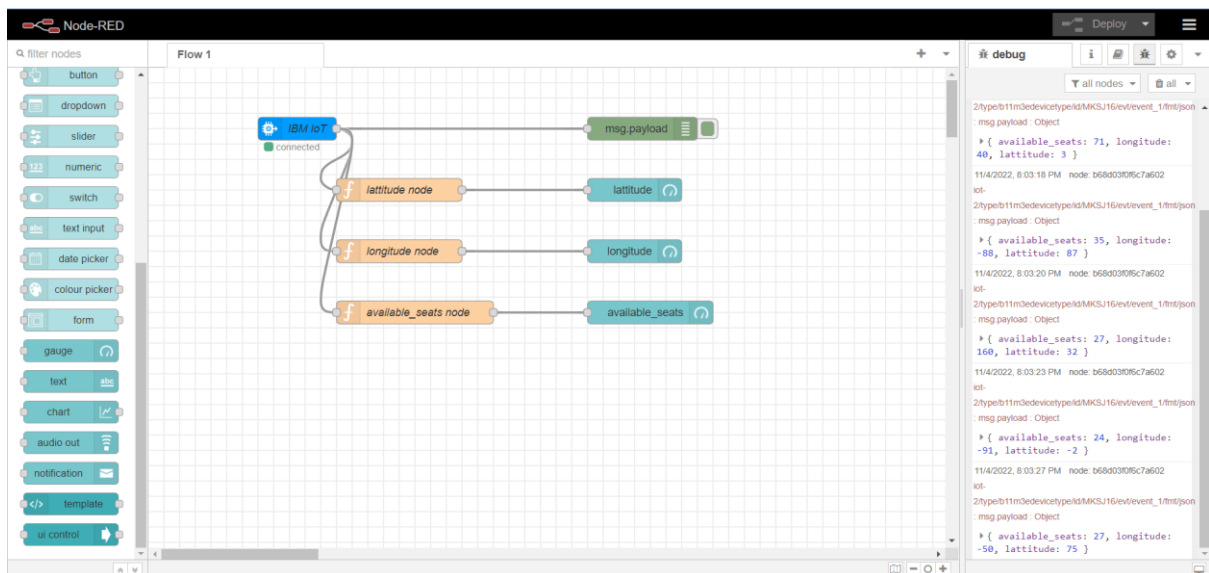 Node-RED
Deploy
filter nodes
button
dropdown
slider
123 numeric
switch
abc text input
date picker
colour picker
form
gauge
text abc
chart
audio out
notification
</> template
ui control
Flow 1
IBM IoT
connected
msg.payload
f lattitude node
lattitude
f longitude node
longitude
f available_seats node
available_seats
debug
i
all nodes
all
2/type/b11m3edevicetype/id/MKSJ16/evt/event_1/fmt/json
: msg.payload : Object
{ available_seats: 71, longitude:
40, lattitude: 3 }
11/4/2022, 8:03:18 PM node: b68d03f0f6c7a602
iot-
2/type/b11m3edevicetype/id/MKSJ16/evt/event_1/fmt/json
: msg.payload : Object
{ available_seats: 35, longitude:
-88, lattitude: 87 }
11/4/2022, 8:03:20 PM node: b68d03f0f6c7a602
iot-
2/type/b11m3edevicetype/id/MKSJ16/evt/event_1/fmt/json
: msg.payload : Object
{ available_seats: 27, longitude:
160, lattitude: 32 }
11/4/2022, 8:03:23 PM node: b68d03f0f6c7a602
iot-
2/type/b11m3edevicetype/id/MKSJ16/evt/event_1/fmt/json
: msg.payload : Object
{ available_seats: 24, longitude:
-91, lattitude: -2 }
11/4/2022, 8:03:27 PM node: b68d03f0f6c7a602
iot-
2/type/b11m3edevicetype/id/MKSJ16/evt/event_1/fmt/json
: msg.payload : Object
{ available_seats: 27, longitude:
-50, lattitude: 75 }